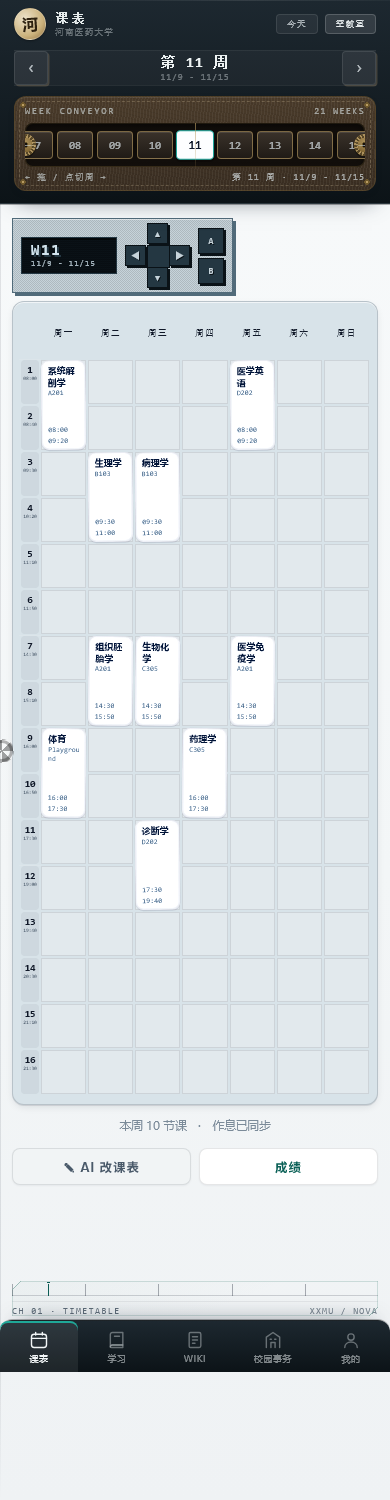 河
课表
河南医药大学
今天
空教室
‹
第 11 周
11/9 - 11/15
›
WEEK CONVEYOR
21 WEEKS
08
09
10
11
12
13
14
← 拖 / 点切周 →
第 11 周 · 11/9 - 11/15
W11
11/9 - 11/15
A
B
周一
周二
周三
周四
周五
周六
周日
1
系统解
剖学
A201
08:00
09:20
医学英
语
D202
08:00
09:20
2
3
生理学
B103
09:30
11:00
病理学
B103
09:30
11:00
4
5
6
7
组织胚
胎学
A201
14:30
15:50
生物化
学
C305
14:30
15:50
医学免
疫学
A201
14:30
15:50
8
9
体育
Playgrou
nd
16:00
17:30
药理学
C305
16:00
17:30
10
11
诊断学
D202
17:30
19:40
12
13
14
15
16
本周 10 节课 · 作息已同步
AI 改课表
成绩
CH 01 · TIMETABLE
XXMU / NOVA
课表
学习
WIKI
校园事务
我的